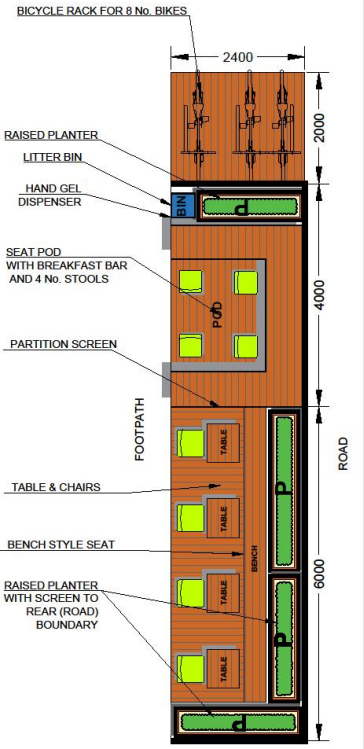 BICYCLE RACK FOR 8 No. BIKES
2400
2000
RAISED PLANTER
LITTER BIN
HAND GEL
DISPENSER
BIN
P
SEAT POD
WITH BREAKFAST BAR
AND 4 No. STOOLS
POD
4000
PARTITION SCREEN
FOOTPATH
ROAD
TABLE
P
TABLE & CHAIRS
TABLE
BENCH STYLE SEAT
BENCH
6000
TABLE
RAISED PLANTER
WITH SCREEN TO
REAR (ROAD)
BOUNDARY
P
TABLE
P